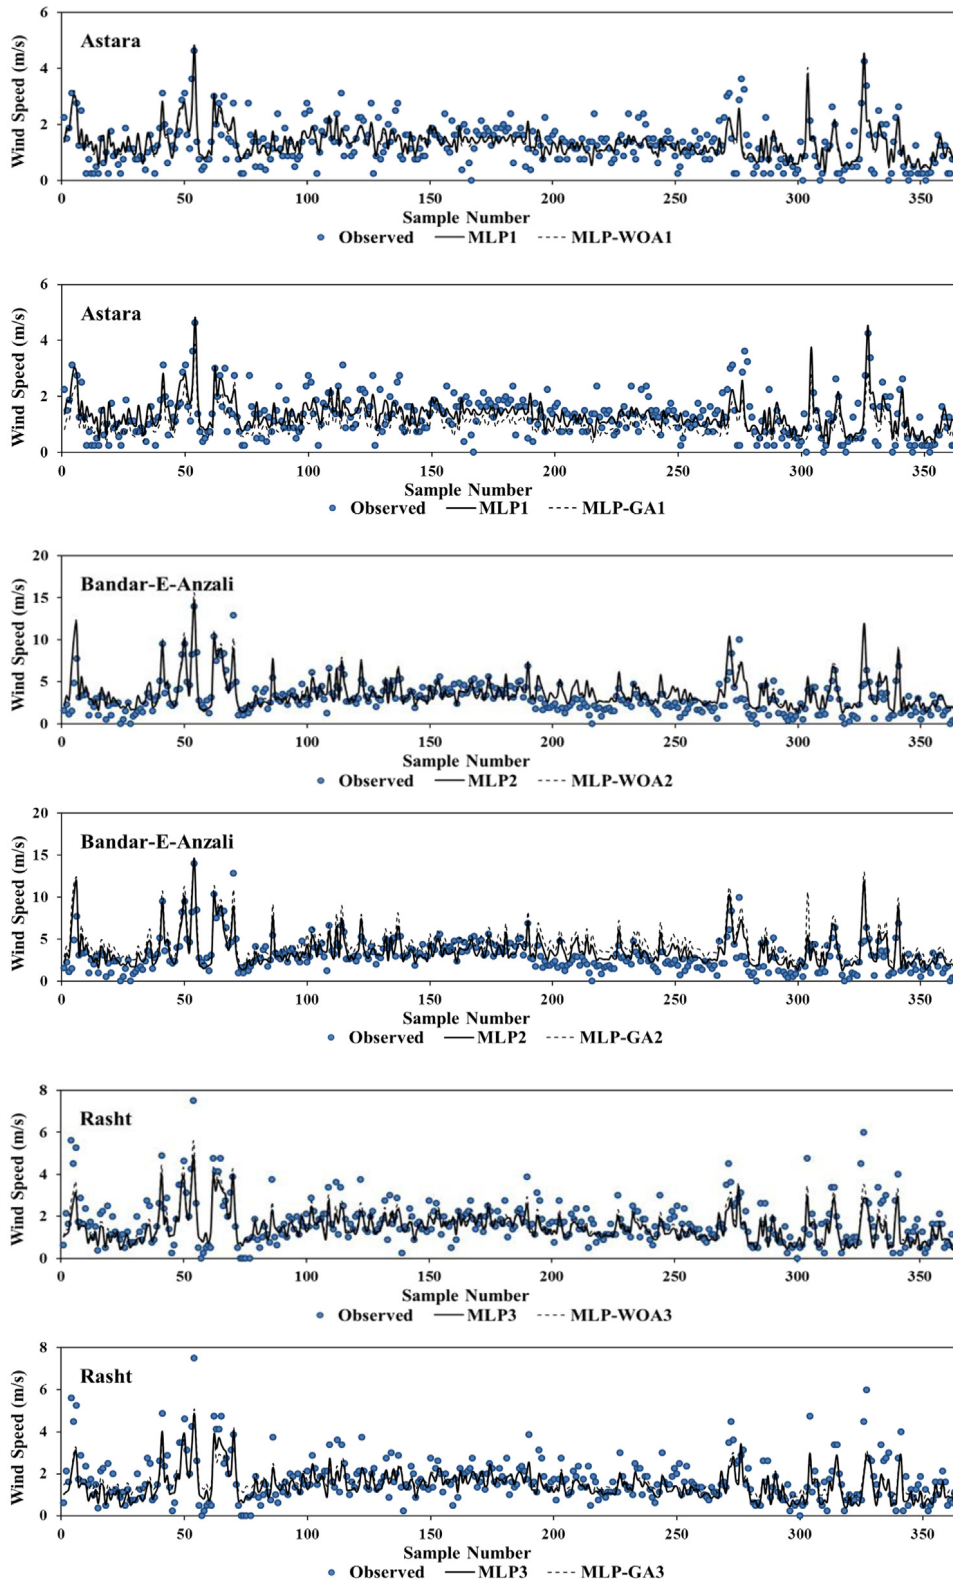 6
Astara
4
Wind Speed (m/s)
2
0
0 50 100 150 200 250 300 350
Sample Number
Observed MLP1 MLP-WOA1
6
Astara
4
Wind Speed (m/s)
2
0
0 50 100 150 200 250 300 350
Sample Number
Observed MLP1 MLP-GA1
20
Bandar-E-Anzali
15
Wind Speed (m/s)
10
5
0
0 50 100 150 200 250 300 350
Sample Number
Observed MLP2 MLP-WOA2
20
Bandar-E-Anzali
15
Wind Speed (m/s)
10
5
0
0 50 100 150 200 250 300 350
Sample Number
Observed MLP2 MLP-GA2
8
Rasht
6
Wind Speed (m/s)
4
2
0
0 50 100 150 200 250 300 350
Sample Number
Observed MLP3 MLP-WOA3
8
Rasht
6
Wind Speed (m/s)
4
2
0
0 50 100 150 200 250 300 350
Sample Number
Observed MLP3 MLP-GA3